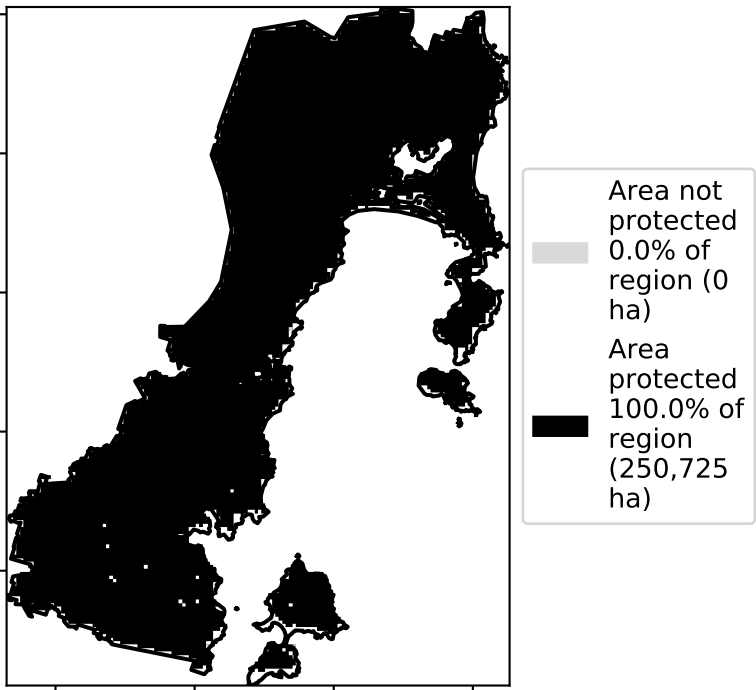 Area not
protected
0.0% of
region (0
ha)
Area
protected
100.0% of
region
(250,725
ha)